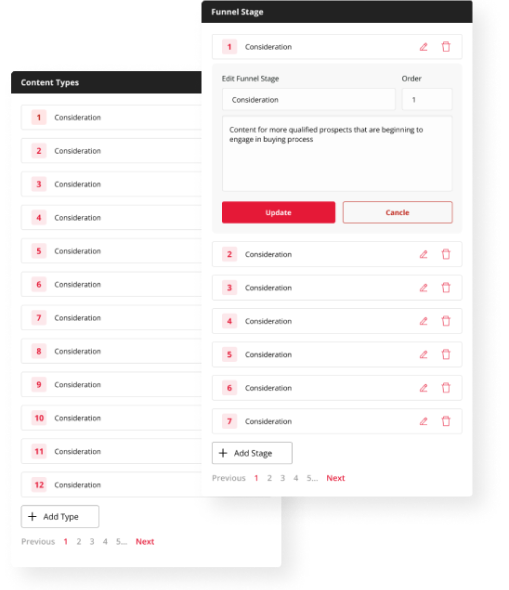 Funnel Stage
1 Consideration
Edit Funnel Stage Order
Consideration 1
Content for more qualified prospects that are beginning to
engage in buying process
Update Cancle
2 Consideration
3 Consideration
4 Consideration
5 Consideration
6 Consideration
7 Consideration
+ Add Stage
Previous 1 2 3 4 5... Next
Content Types
1 Consideration
2 Consideration
3 Consideration
4 Consideration
5 Consideration
6 Consideration
7 Consideration
8 Consideration
9 Consideration
10 Consideration
11 Consideration
12 Consideration
+ Add Type
Previous 1 2 3 4 5... Next